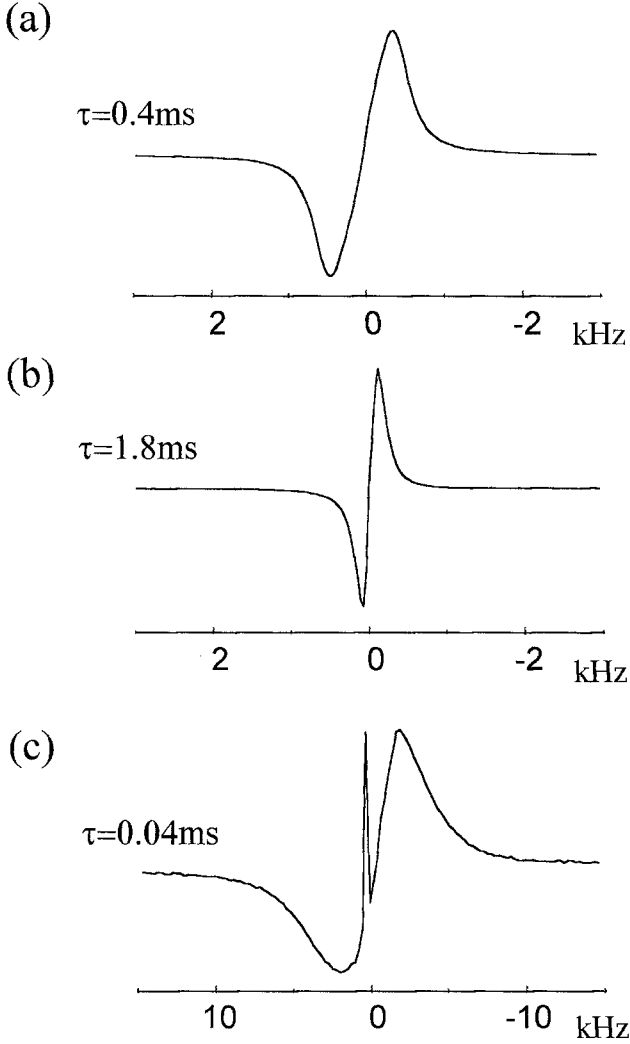 (a)
τ=0.4ms
2 0 -2 kHz
(b)
τ=1.8ms
2 0 -2 kHz
(c)
τ=0.04ms
10 0 -10 kHz